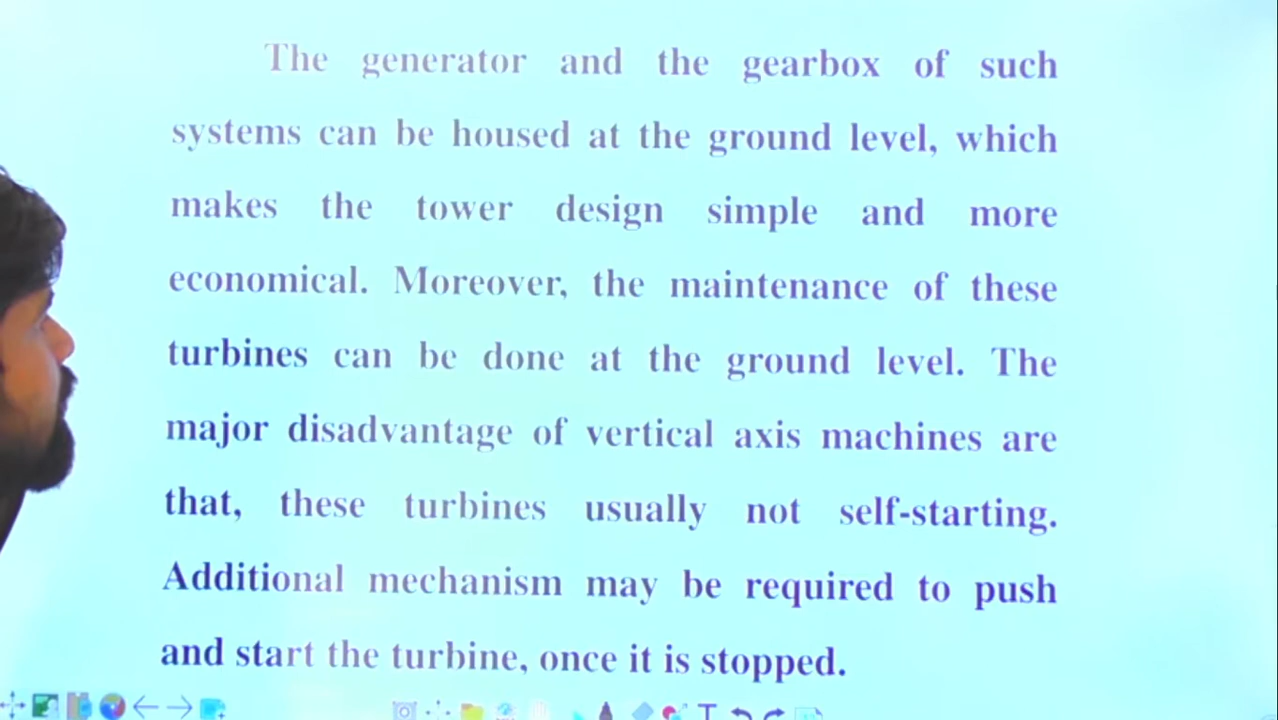 The generator and the gearbox of such
systems can be housed at the ground level, which
makes the tower design simple and more
economical. Moreover, the maintenance of these
turbines can be done at the ground level. The
major disadvantage of vertical axis machines are
that, these turbines usually not self-starting.
Additional mechanism may be required to push
and start the turbine, once it is stopped.